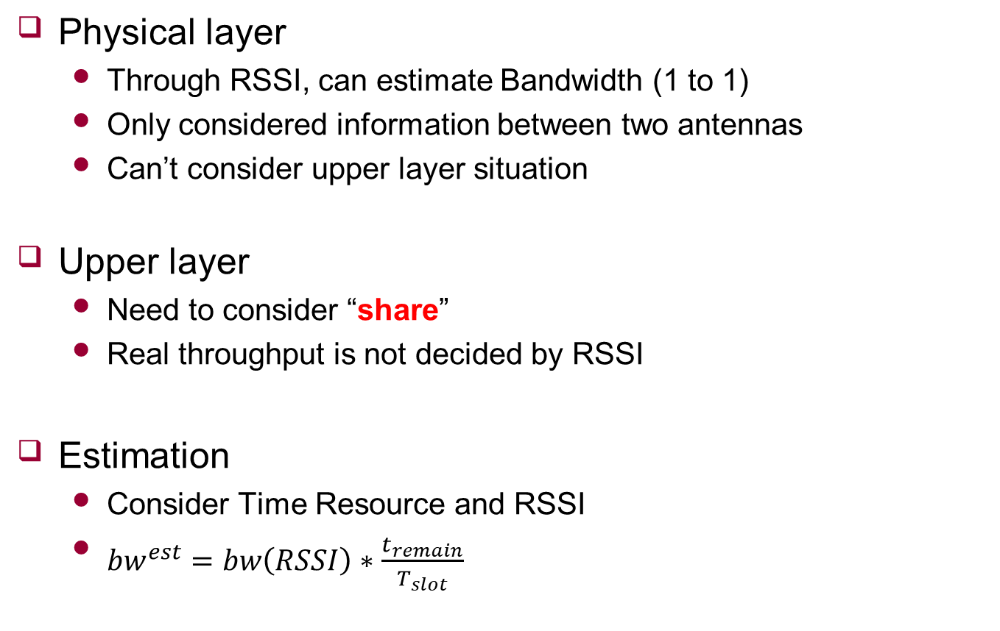 Physical layer
Through RSSI, can estimate Bandwidth (1 to 1)
Only considered information between two antennas
Can’t consider upper layer situation
Upper layer
Need to consider “share”
Real throughput is not decided by RSSI
Estimation
Consider Time Resource and RSSI
$bw^{est} = bw(RSSI) * \frac{t_{remain}}{T_{slot}}$